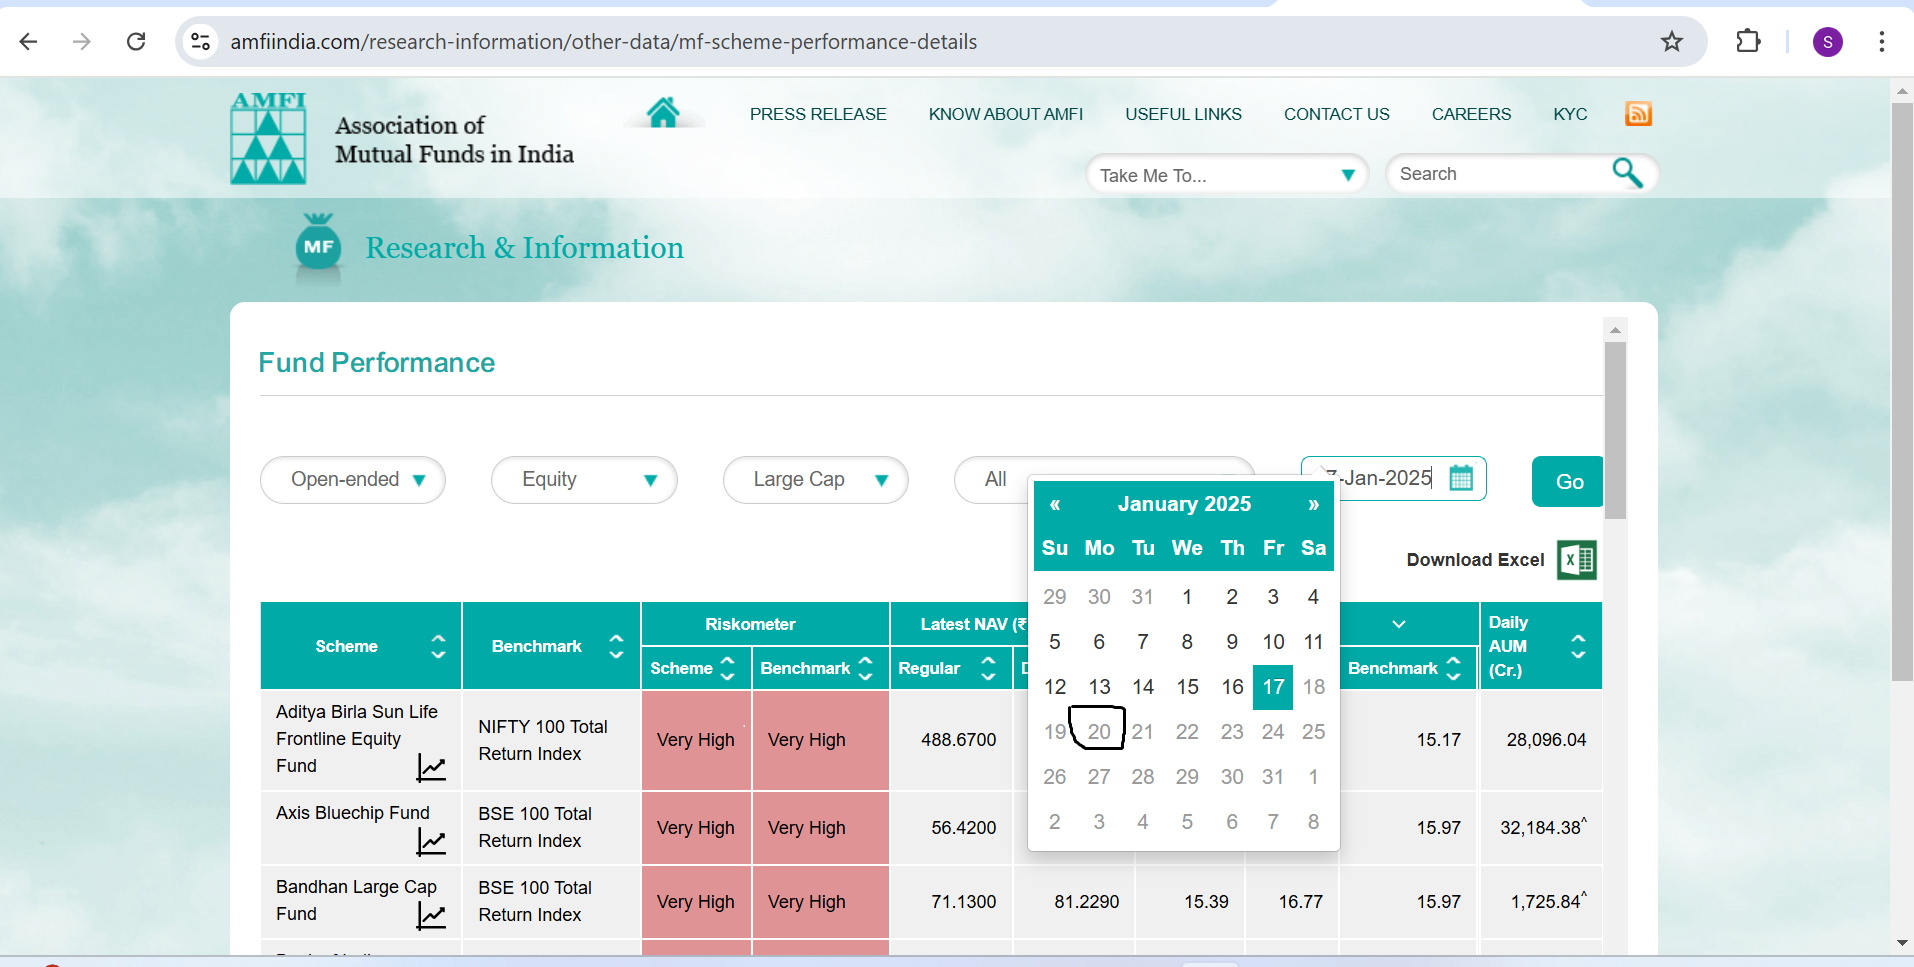 amfiindia.com/research-information/other-data/mf-scheme-performance-details
S
AMFI
Association of
Mutual Funds in India
PRESS RELEASE KNOW ABOUT AMFI USEFUL LINKS CONTACT US CAREERS KYC
Take Me To... Search
MF Research & Information
Fund Performance
Open-ended Equity Large Cap All 7-Jan-2025 Go
« January 2025 »
Su Mo Tu We Th Fr Sa
29 30 31 1 2 3 4
5 6 7 8 9 10 11
12 13 14 15 16 17 18
19 20 21 22 23 24 25
26 27 28 29 30 31 1
2 3 4 5 6 7 8
Download Excel
Scheme Benchmark Riskometer Latest NAV (₹ Daily AUM (Cr.)
Scheme Benchmark Regular Benchmark
Aditya Birla Sun Life
Frontline Equity
Fund
NIFTY 100 Total
Return Index
Very High Very High 488.6700 15.17 28,096.04
Axis Bluechip Fund
BSE 100 Total
Return Index
Very High Very High 56.4200 15.97 32,184.38^
Bandhan Large Cap
Fund
BSE 100 Total
Return Index
Very High Very High 71.1300 81.2290 15.39 16.77 15.97 1,725.84^